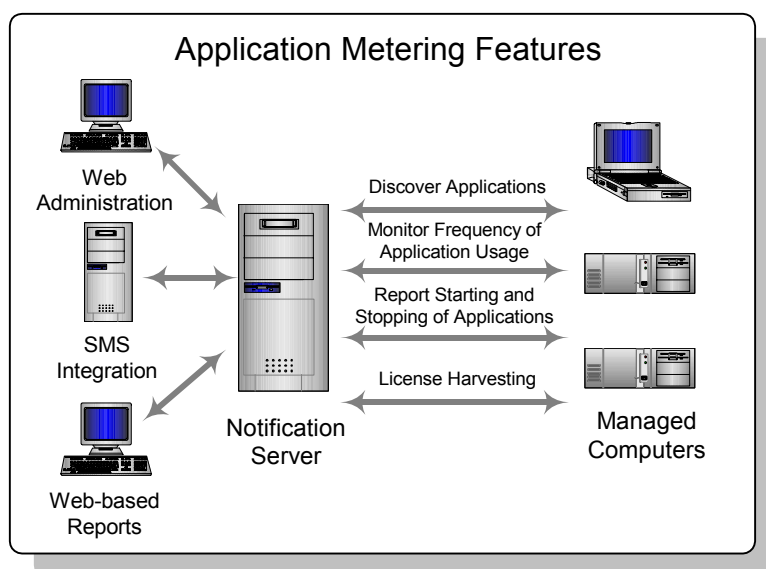 Application Metering Features
Web
Administration
SMS
Integration
Web-based
Reports
Notification
Server
Discover Applications
Monitor Frequency of
Application Usage
Report Starting and
Stopping of Applications
License Harvesting
Managed
Computers